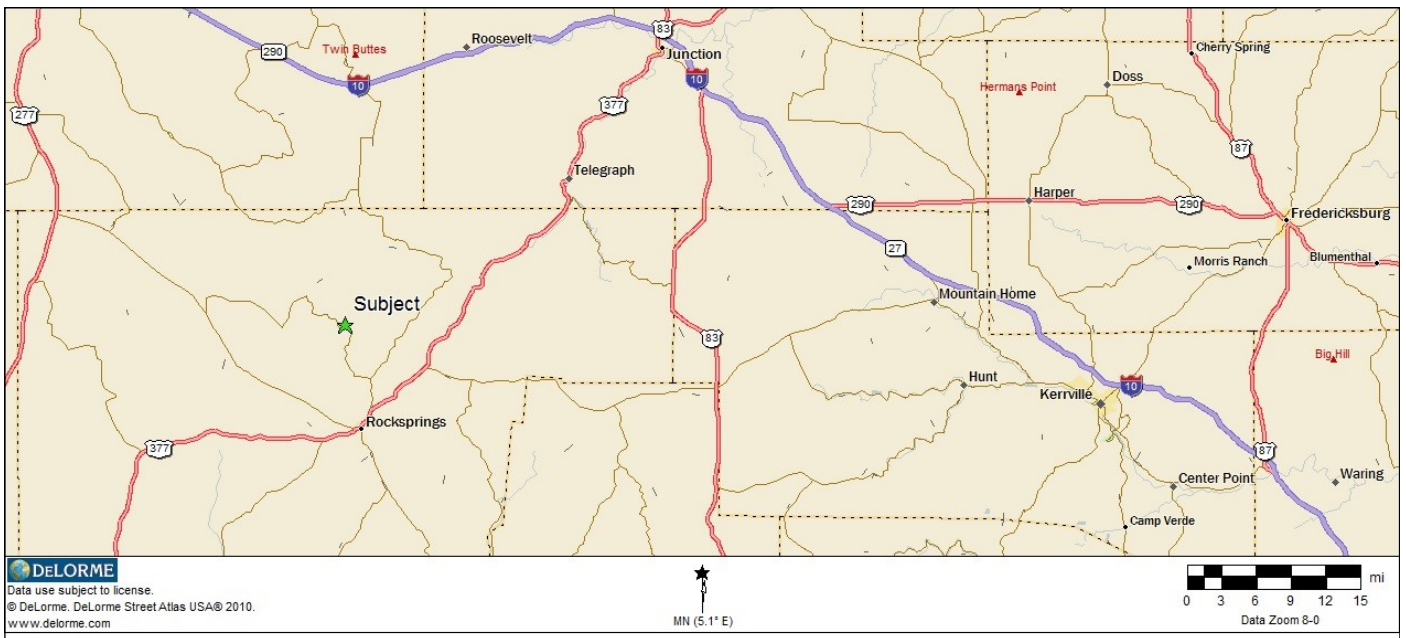 83
Roosevelt
290
Twin Buttes
Junction
Cherry Spring
10
10
Doss
Hermans Point
377
277
87
Telegraph
Harper
290
290
Fredericksburg
27
Morris Ranch
Blumenthal
Mountain Home
Subject
83
Big Hill
Hunt
10
Kerrville
Rocksprings
377
87
Waring
Center Point
Camp Verde
DELORME
Data use subject to license.
© DeLorme. DeLorme Street Atlas USA® 2010.
www.delorme.com
MN (5.1° E)
mi
0 3 6 9 12 15
Data Zoom 8-0